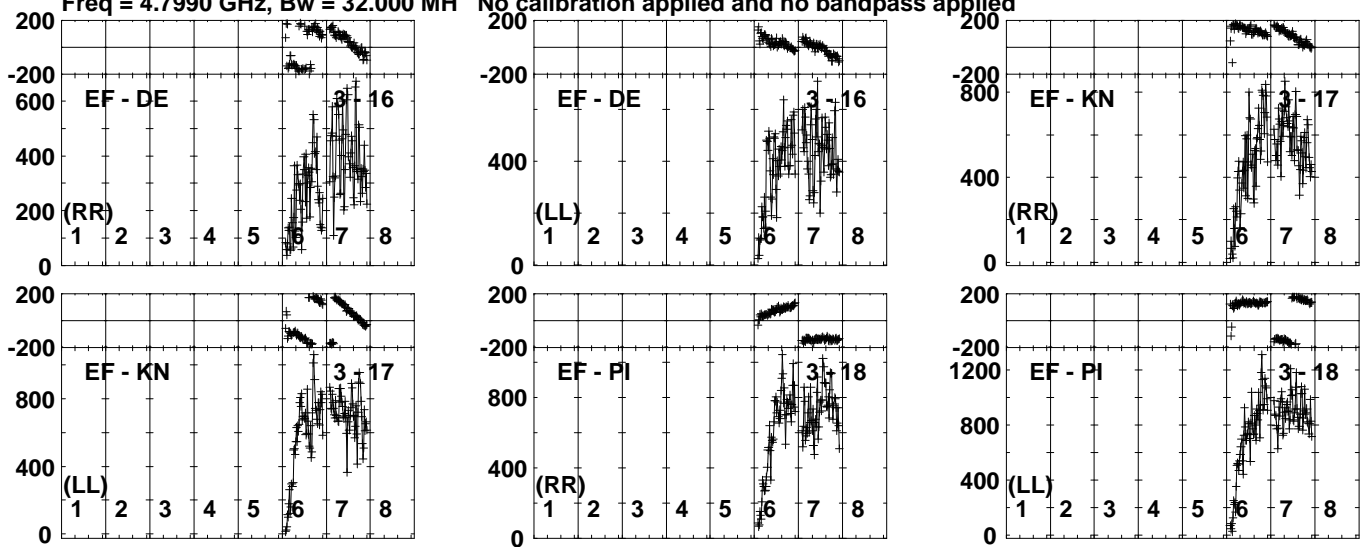 Freq = 4.7990 GHz, Bw = 32.000 MH No calibration applied and no bandpass applied
200
-200
EF - DE 3 - 16
600
400
200
0
(RR)
1 2 3 4 5 6 7 8
200
-200
EF - DE 3 - 16
400
0
(LL)
1 2 3 4 5 6 7 8
200
-200
EF - KN 3 - 17
800
400
0
(RR)
1 2 3 4 5 6 7 8
200
-200
EF - KN 3 - 17
800
400
0
(LL)
1 2 3 4 5 6 7 8
200
-200
EF - PI 3 - 18
800
400
0
(RR)
1 2 3 4 5 6 7 8
200
-200
EF - PI 3 - 18
1200
800
400
0
(LL)
1 2 3 4 5 6 7 8